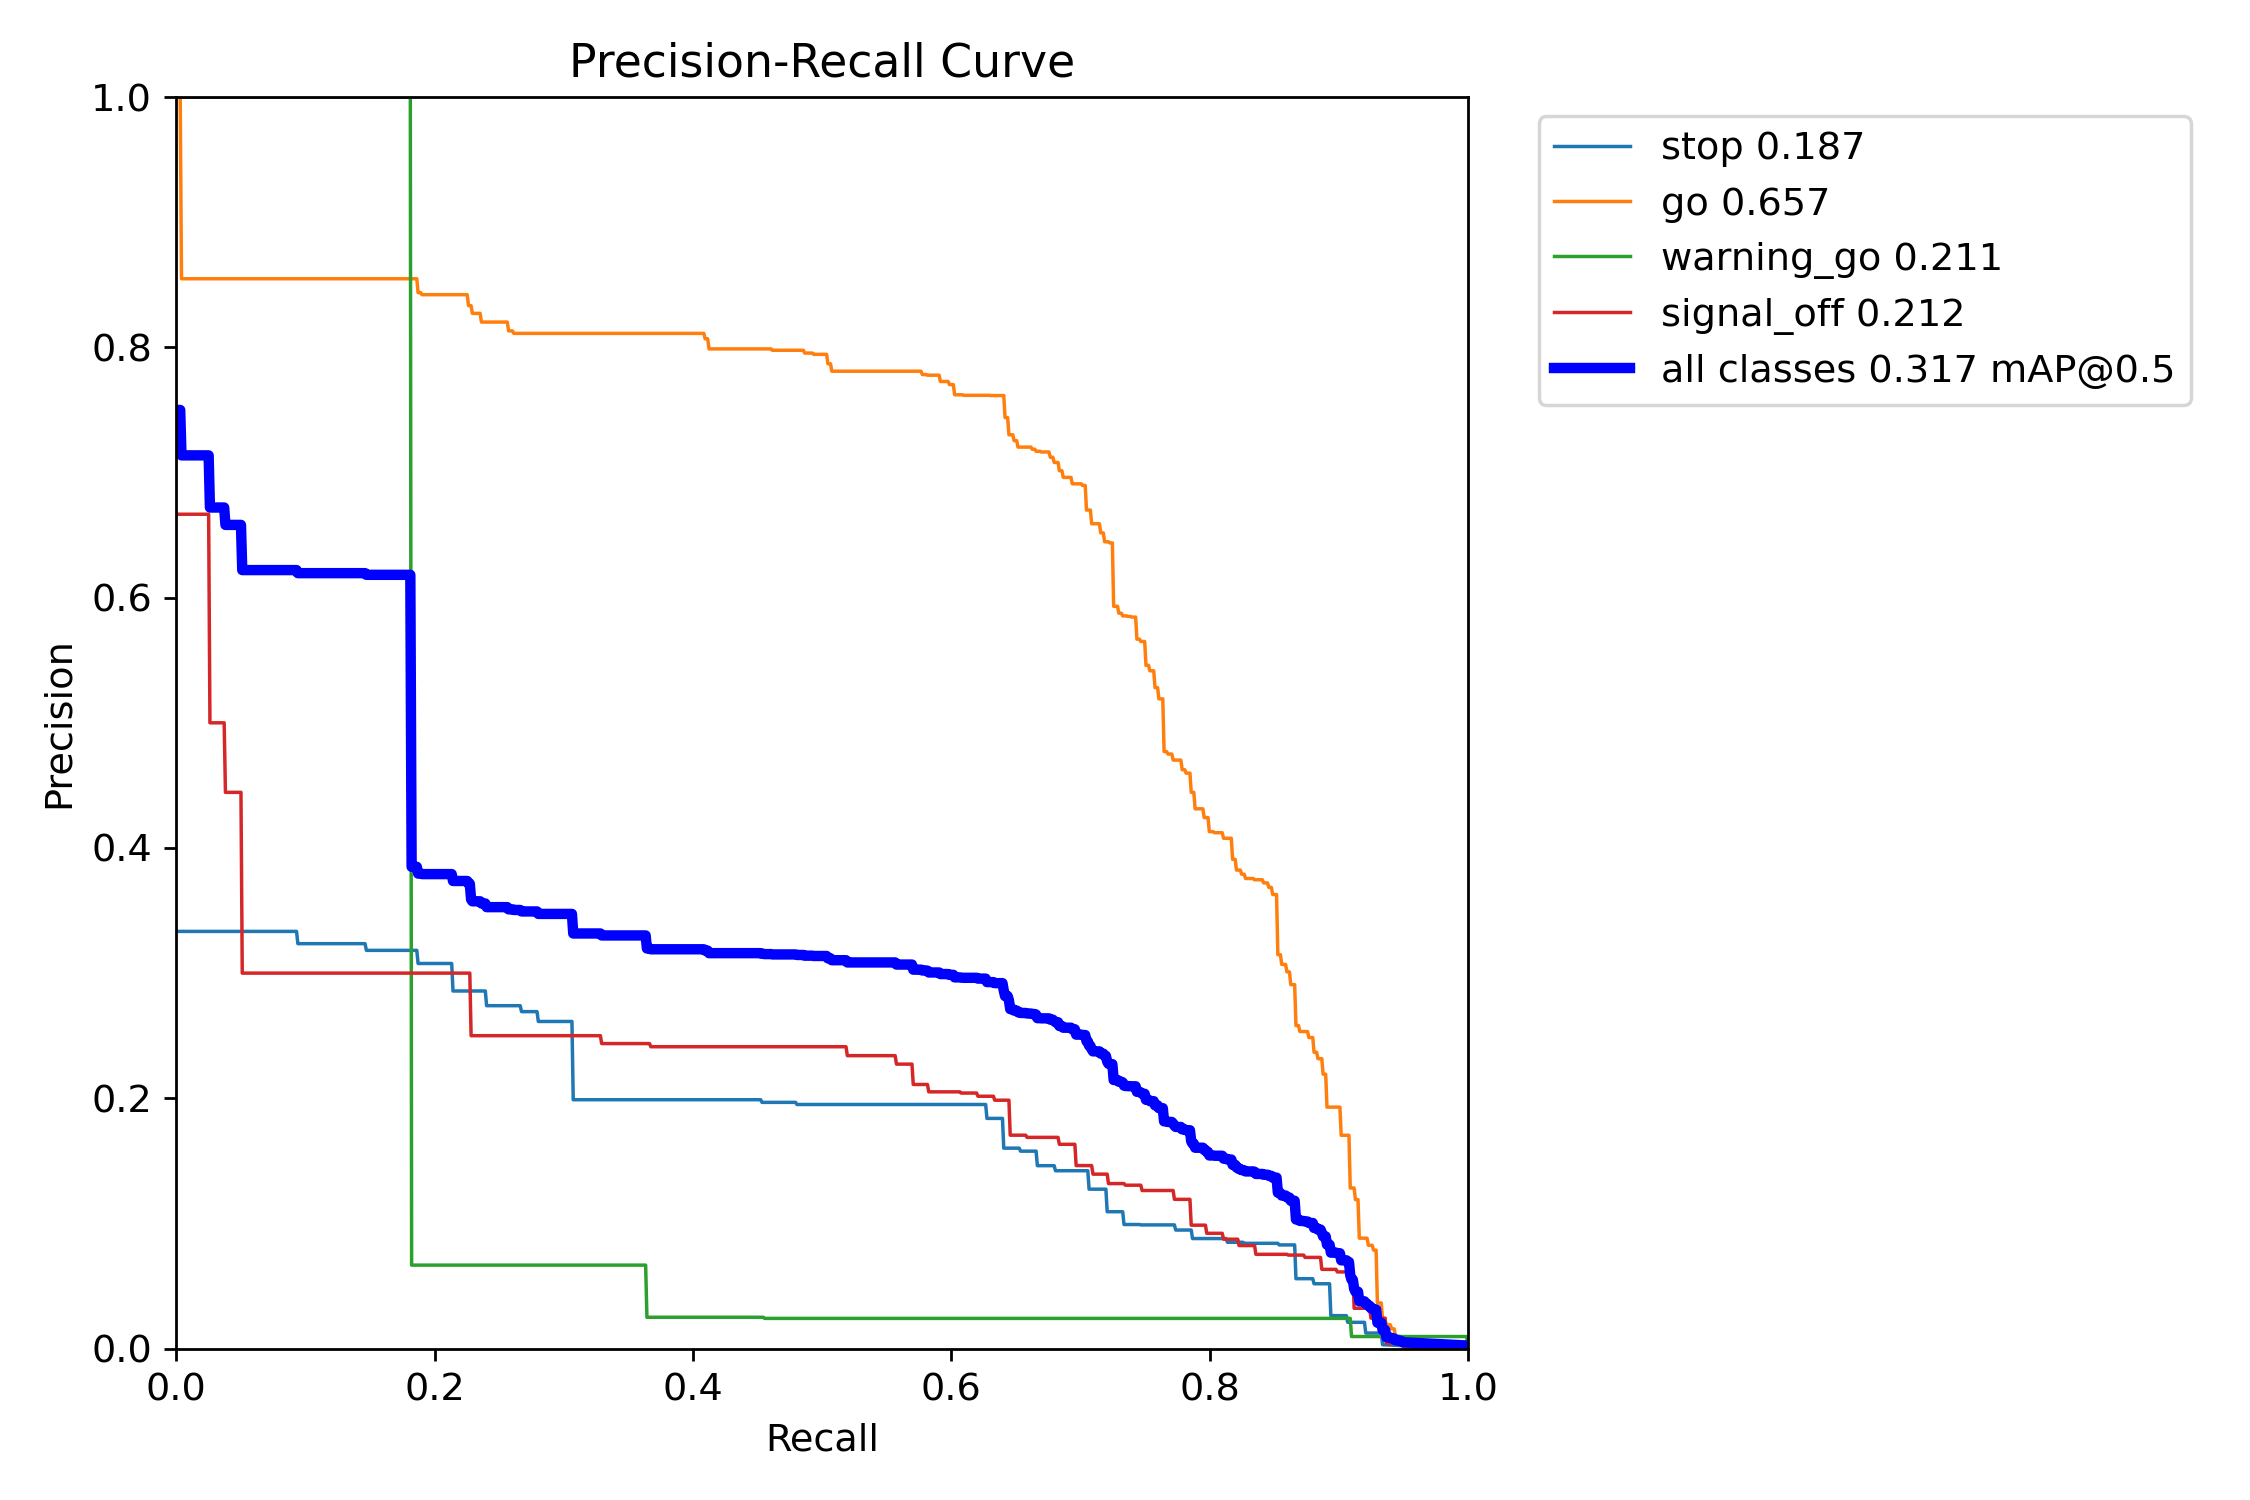 Precision-Recall Curve
1.0
0.8
0.6
0.4
0.2
0.0
Precision
0.0 0.2 0.4 0.6 0.8 1.0
Recall
stop 0.187
go 0.657
warning_go 0.211
signal_off 0.212
all classes 0.317 mAP@0.5